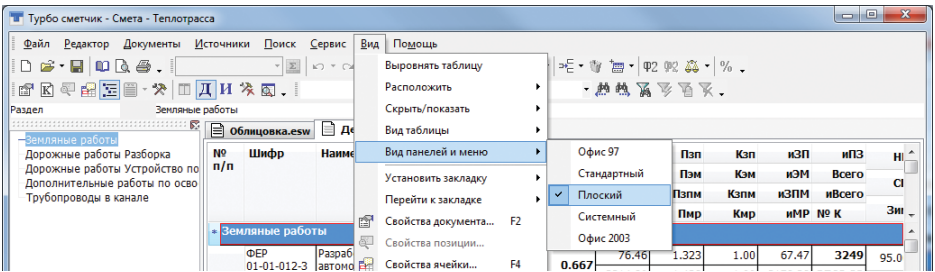 Турбо сметчик - Смета - Теплотрасса
Файл Редактор Документы Источники Поиск Сервис Вид Помощь
Раздел Земляные работы
Земляные работы
Дорожные работы Разборка
Дорожные работы Устройство по
Дополнительные работы по осво
Трубопроводы в канале
Облицовка.esw Де
№ п/п Шифр Наиме
Земляные работы
ФЕР
01-01-012-3
Разраб
автомо
Выровнять таблицу
Расположить
Скрыть/показать
Вид таблицы
Вид панелей и меню
Установить закладку
Перейти к закладке
Свойства документа... F2
Свойства позиции...
Свойства ячейки... F4
Офис 97
Стандартный
Плоский
Системный
Офис 2003
Пзп Кзп иЗП иПЗ
Пэм Кэм иЭМ Всего
Пзпм Кзпм иЗПМ иВсего
Пмр Кмр иМР № К
Зи
0.667 76.46 1.323 1.00 67.47 3249 95.0